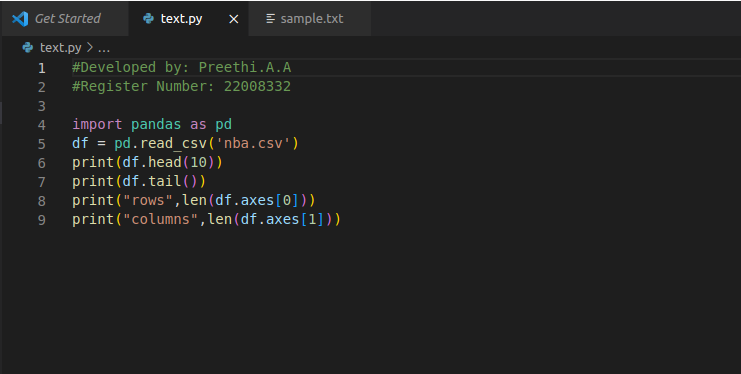 Get Started text.py × sample.txt
text.py > ...
1 #Developed by: Preethi.A.A
2 #Register Number: 22008332
3
4 import pandas as pd
5 df = pd.read_csv('nba.csv')
6 print(df.head(10))
7 print(df.tail())
8 print("rows",len(df.axes[0]))
9 print("columns",len(df.axes[1]))